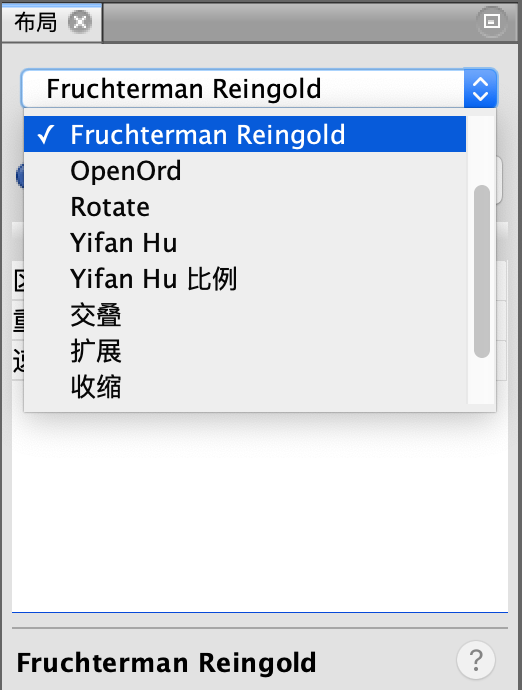 布局
Fruchterman Reingold
✓ Fruchterman Reingold
OpenOrd
Rotate
Yifan Hu
Yifan Hu 比例
交叠
扩展
收缩
Fruchterman Reingold
?